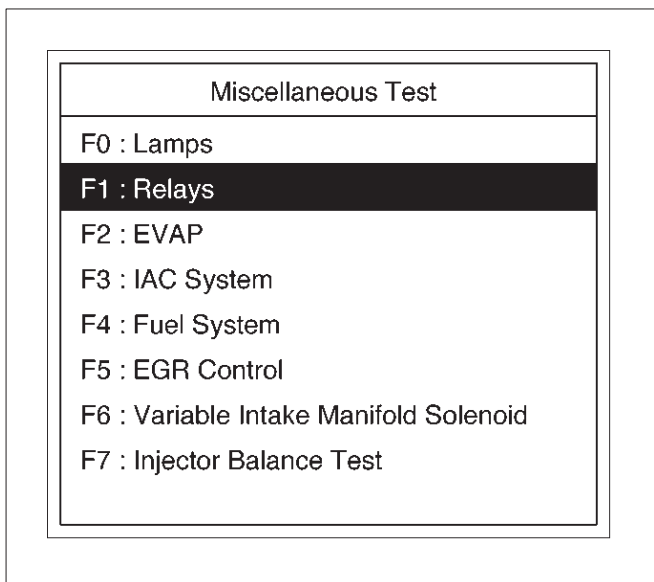 Miscellaneous Test
F0 : Lamps
F1 : Relays
F2 : EVAP
F3 : IAC System
F4 : Fuel System
F5 : EGR Control
F6 : Variable Intake Manifold Solenoid
F7 : Injector Balance Test